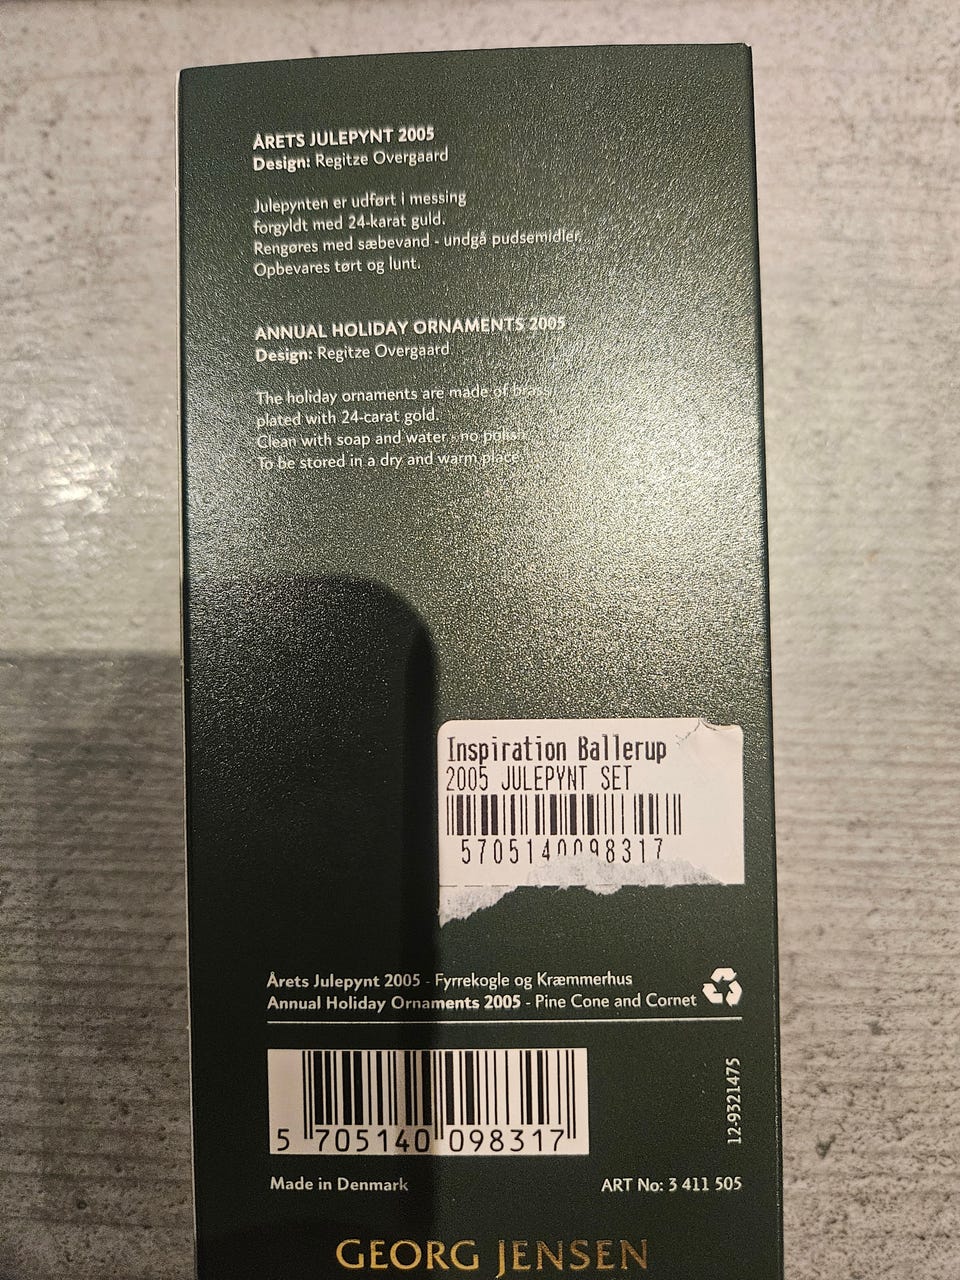 ÅRETS JULEPYNT 2005
Design: Regitze Overgaard
Julepynten er udført i messing
forgyldt med 24-karat guld.
Rengøres med sæbevand - undgå pudsemidler.
Opbevares tørt og lunt.
ANNUAL HOLIDAY ORNAMENTS 2005
Design: Regitze Overgaard
The holiday ornaments are made of brass
plated with 24-carat gold.
Clean with soap and water - no polish.
To be stored in a dry and warm place.
Inspiration Ballerup
2005 JULEPYNT SET
5705140098317
Årets Julepynt 2005 - Fyrrekogle og Kræmmerhus
Annual Holiday Ornaments 2005 - Pine Cone and Cornet
12-9321475
5 705140 098317
Made in Denmark
ART No: 3 411 505
GEORG JENSEN